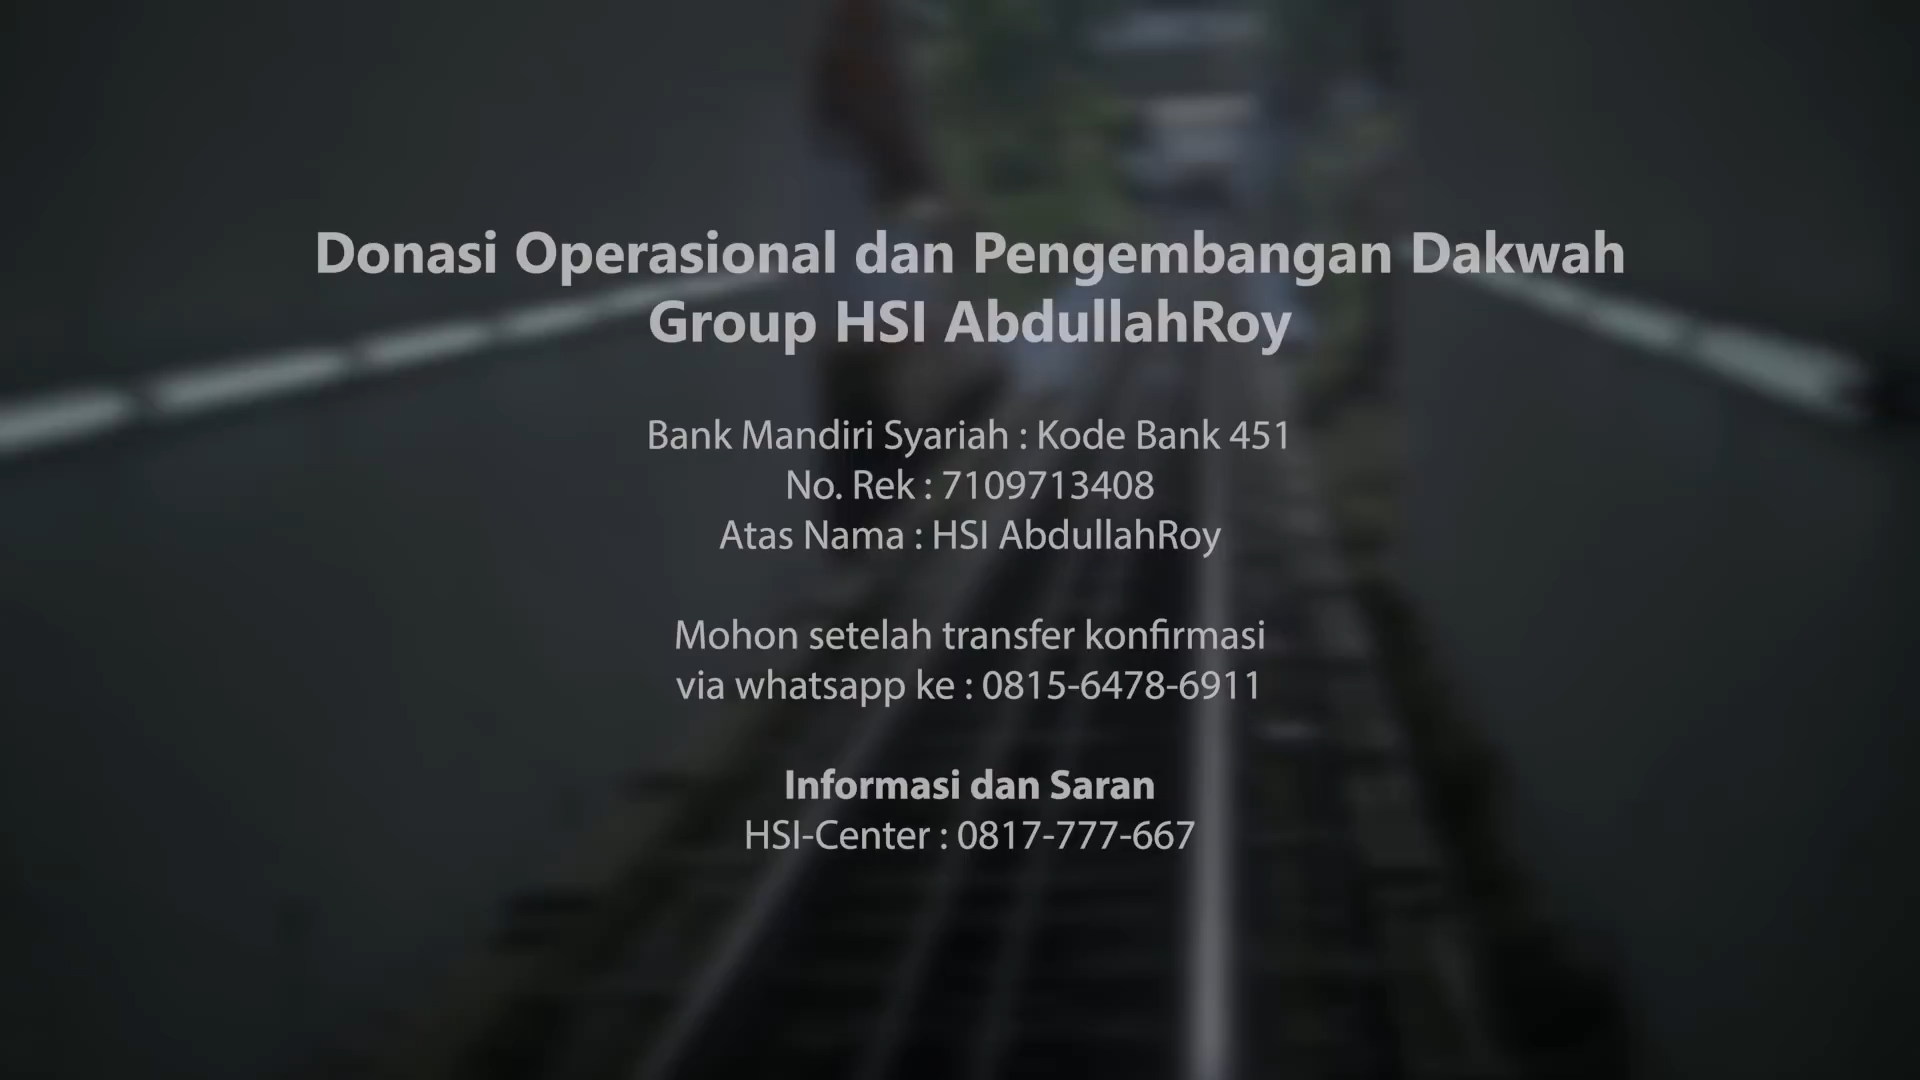 Donasi Operasional dan Pengembangan Dakwah
Group HSI AbdullahRoy
Bank Mandiri Syariah : Kode Bank 451
No. Rek : 7109713408
Atas Nama : HSI AbdullahRoy
Mohon setelah transfer konfirmasi
via whatsapp ke : 0815-6478-6911
Informasi dan Saran
HSI-Center : 0817-777-667